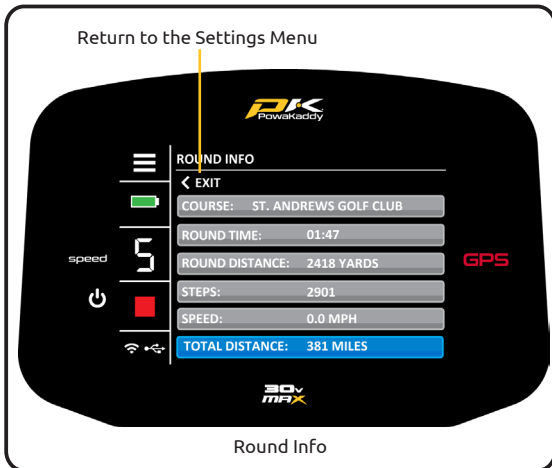 Return to the Settings Menu
PK
PowaKaddy
ROUND INFO
< EXIT
COURSE: ST. ANDREWS GOLF CLUB
ROUND TIME: 01:47
speed
5
ROUND DISTANCE: 2418 YARDS
GPS
STEPS: 2901
SPEED: 0.0 MPH
TOTAL DISTANCE: 381 MILES
30V
MAX
Round Info